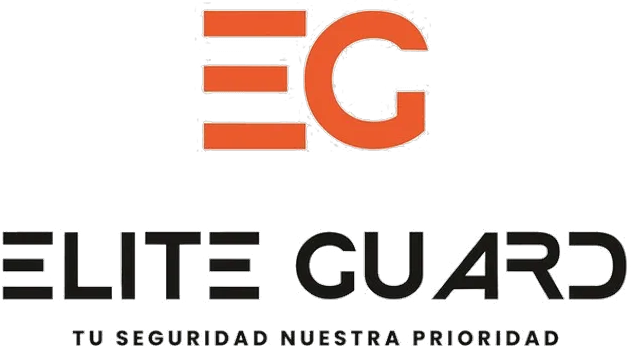 EG
ELITE GUARD
TU SEGURIDAD NUESTRA PRIORIDAD